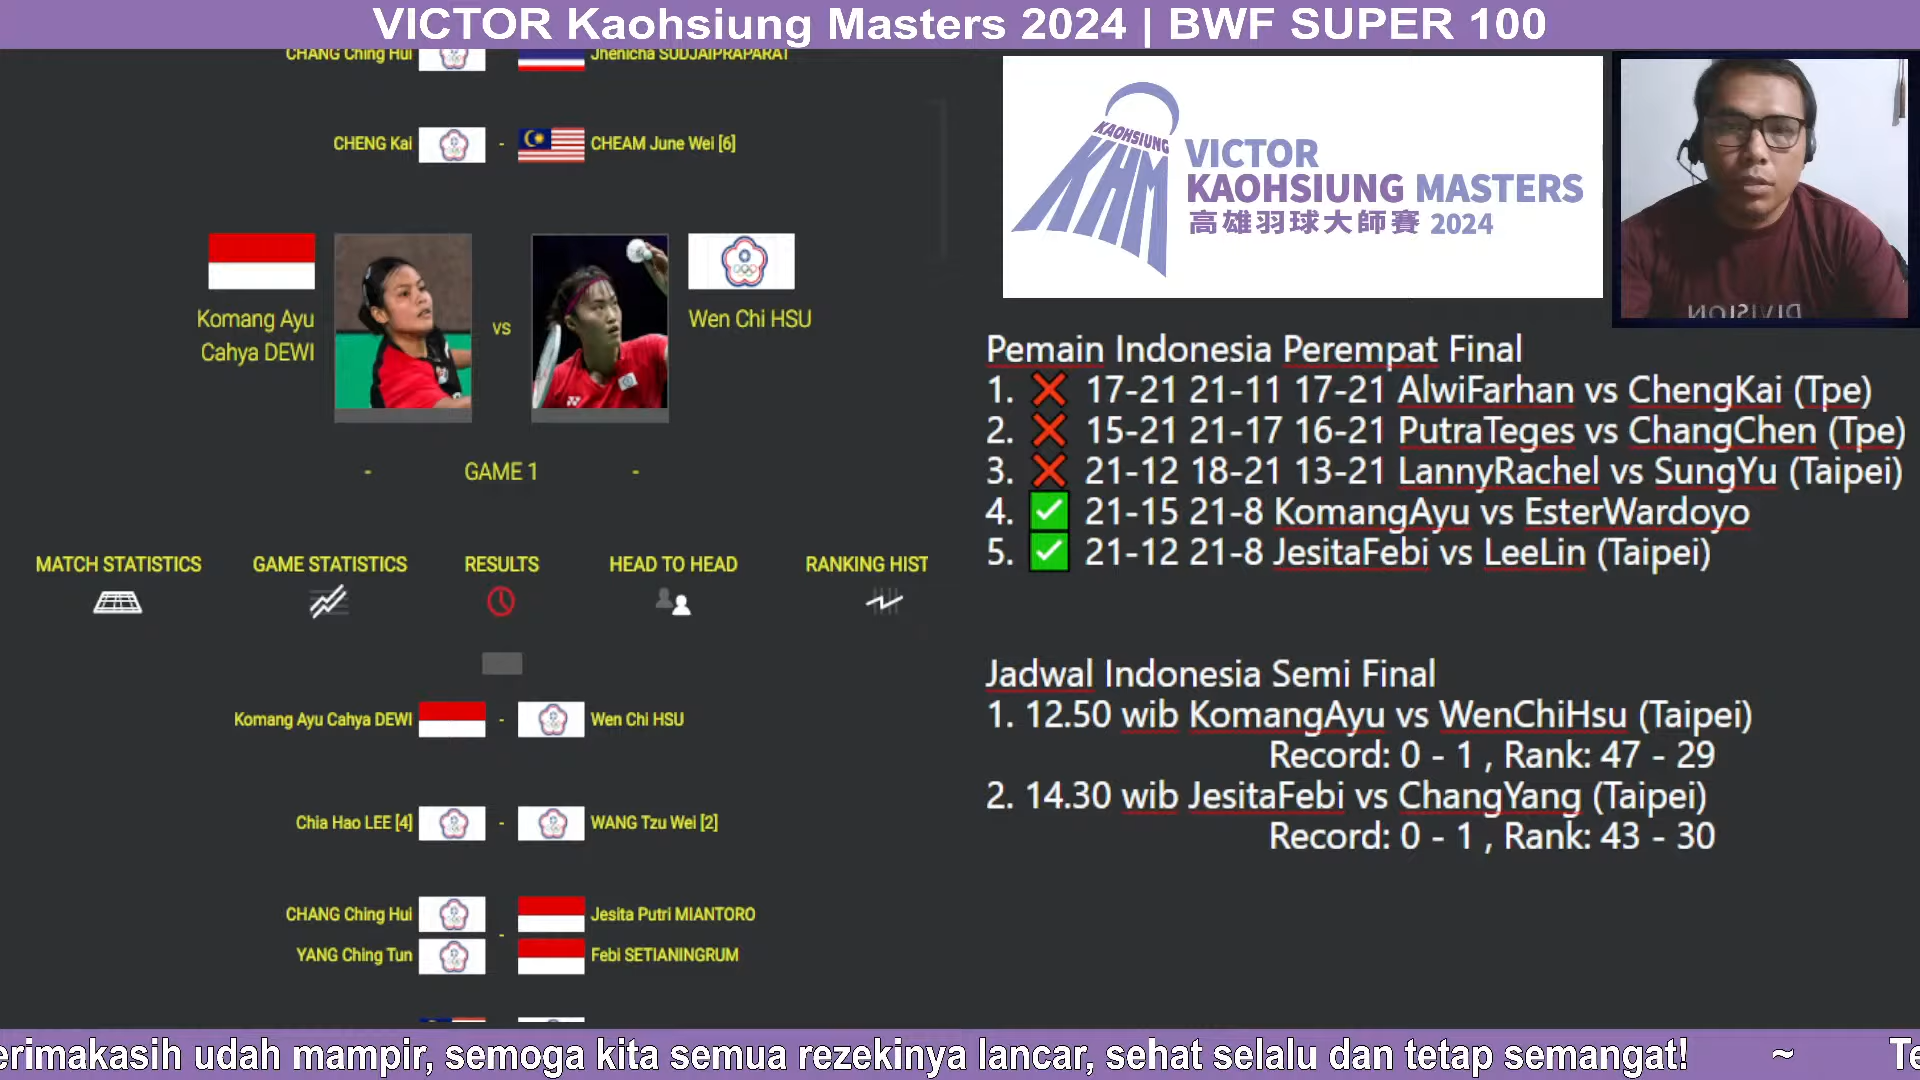 VICTOR Kaohsiung Masters 2024 | BWF SUPER 100
CHANG Ching Hui
Jhenicha SUDJAIPRAPARAT
CHENG Kai - CHEAM June Wei [6]
Komang Ayu
Cahya DEWI
vs
Wen Chi HSU
- GAME 1 -
MATCH STATISTICS
GAME STATISTICS
RESULTS
HEAD TO HEAD
RANKING HIST
Komang Ayu Cahya DEWI - Wen Chi HSU
Chia Hao LEE [4] - WANG Tzu Wei [2]
CHANG Ching Hui
YANG Ching Tun
-
Jesita Putri MIANTORO
Febi SETIANINGRUM
KAOHSIUNG
KHM
VICTOR
KAOHSIUNG MASTERS
高雄羽球大師賽 2024
DIVISION
Pemain Indonesia Perempat Final
1. ❌ 17-21 21-11 17-21 AlwiFarhan vs ChengKai (Tpe)
2. ❌ 15-21 21-17 16-21 PutraTeges vs ChangChen (Tpe)
3. ❌ 21-12 18-21 13-21 LannyRachel vs SungYu (Taipei)
4. ✅ 21-15 21-8 KomangAyu vs EsterWardoyo
5. ✅ 21-12 21-8 JesitaFebi vs LeeLin (Taipei)
Jadwal Indonesia Semi Final
1. 12.50 wib KomangAyu vs WenChiHsu (Taipei)
Record: 0 - 1 , Rank: 47 - 29
2. 14.30 wib JesitaFebi vs ChangYang (Taipei)
Record: 0 - 1 , Rank: 43 - 30
erimakasih udah mampir, semoga kita semua rezekinya lancar, sehat selalu dan tetap semangat! ~ Te